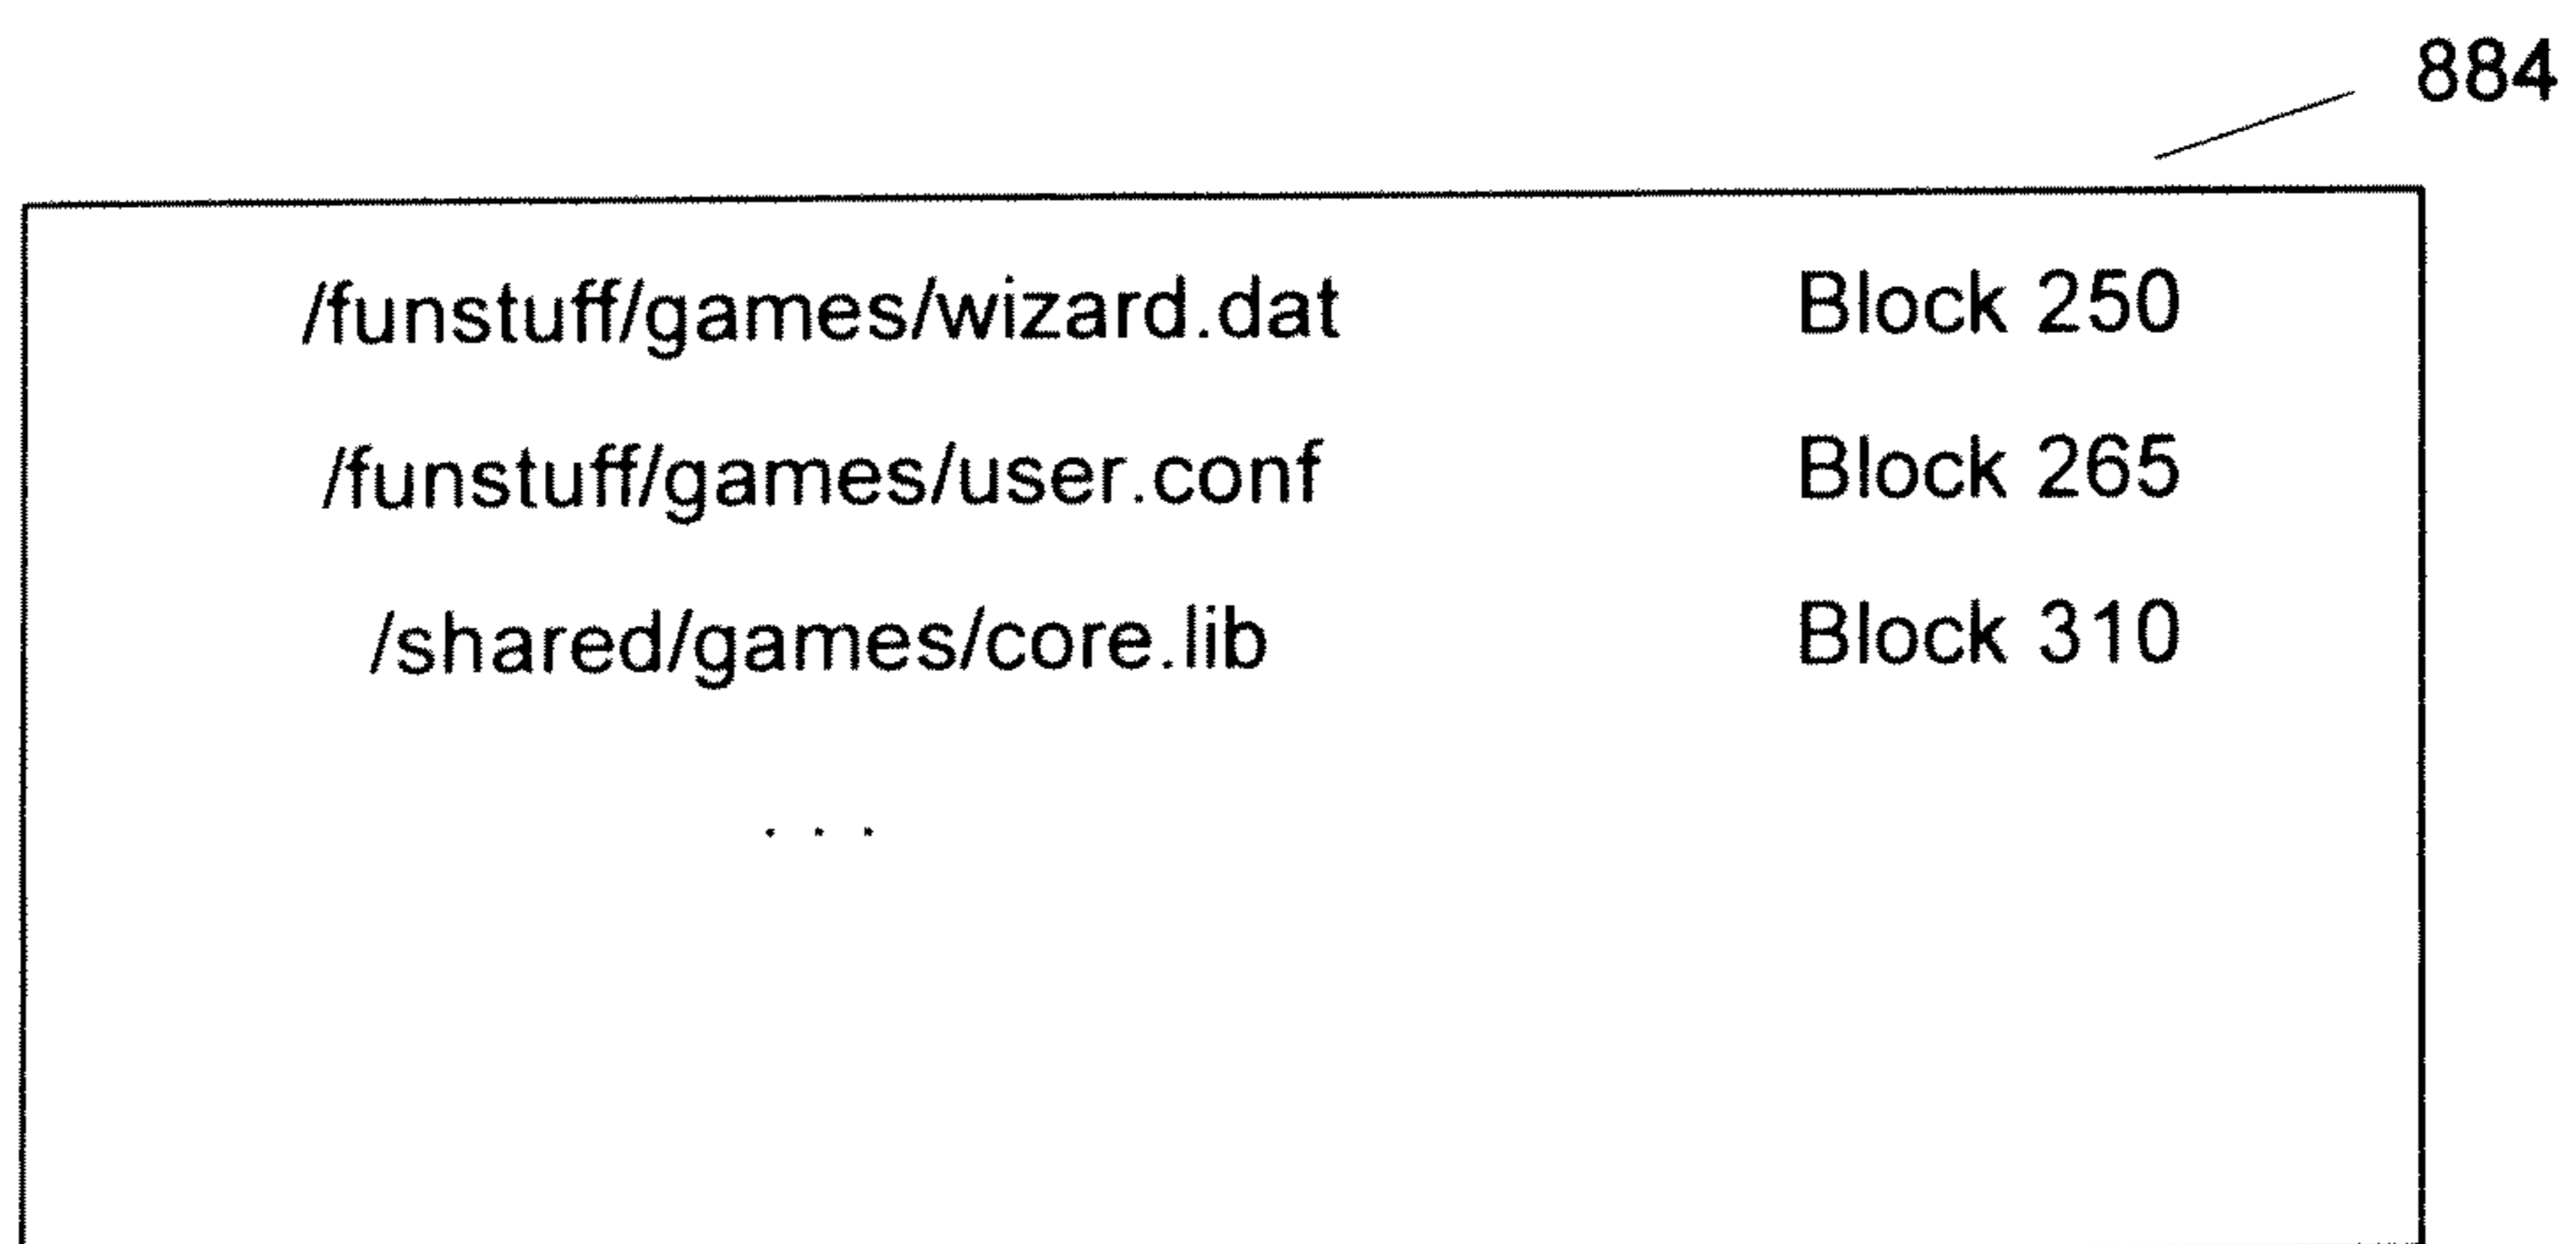 884
/funstuff/games/wizard.dat Block 250
/funstuff/games/user.conf Block 265
/shared/games/core.lib Block 310
. . .